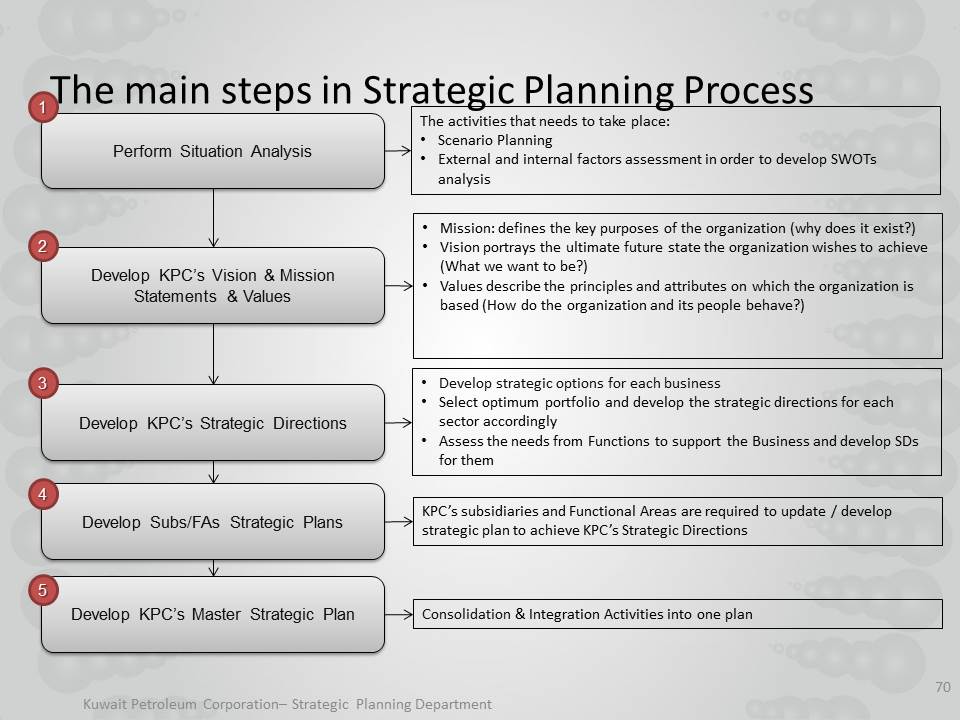 The main steps in Strategic Planning Process
1
Perform Situation Analysis
The activities that needs to take place:
• Scenario Planning
• External and internal factors assessment in order to develop SWOTs
analysis
2
Develop KPC's Vision & Mission
Statements & Values
• Mission: defines the key purposes of the organization (why does it exist?)
• Vision portrays the ultimate future state the organization wishes to achieve
(What we want to be?)
• Values describe the principles and attributes on which the organization is
based (How do the organization and its people behave?)
3
Develop KPC's Strategic Directions
• Develop strategic options for each business
• Select optimum portfolio and develop the strategic directions for each
sector accordingly
• Assess the needs from Functions to support the Business and develop SDs
for them
4
Develop Subs/FAs Strategic Plans
KPC's subsidiaries and Functional Areas are required to update / develop
strategic plan to achieve KPC's Strategic Directions
5
Develop KPC's Master Strategic Plan
Consolidation & Integration Activities into one plan
70
Kuwait Petroleum Corporation– Strategic Planning Department